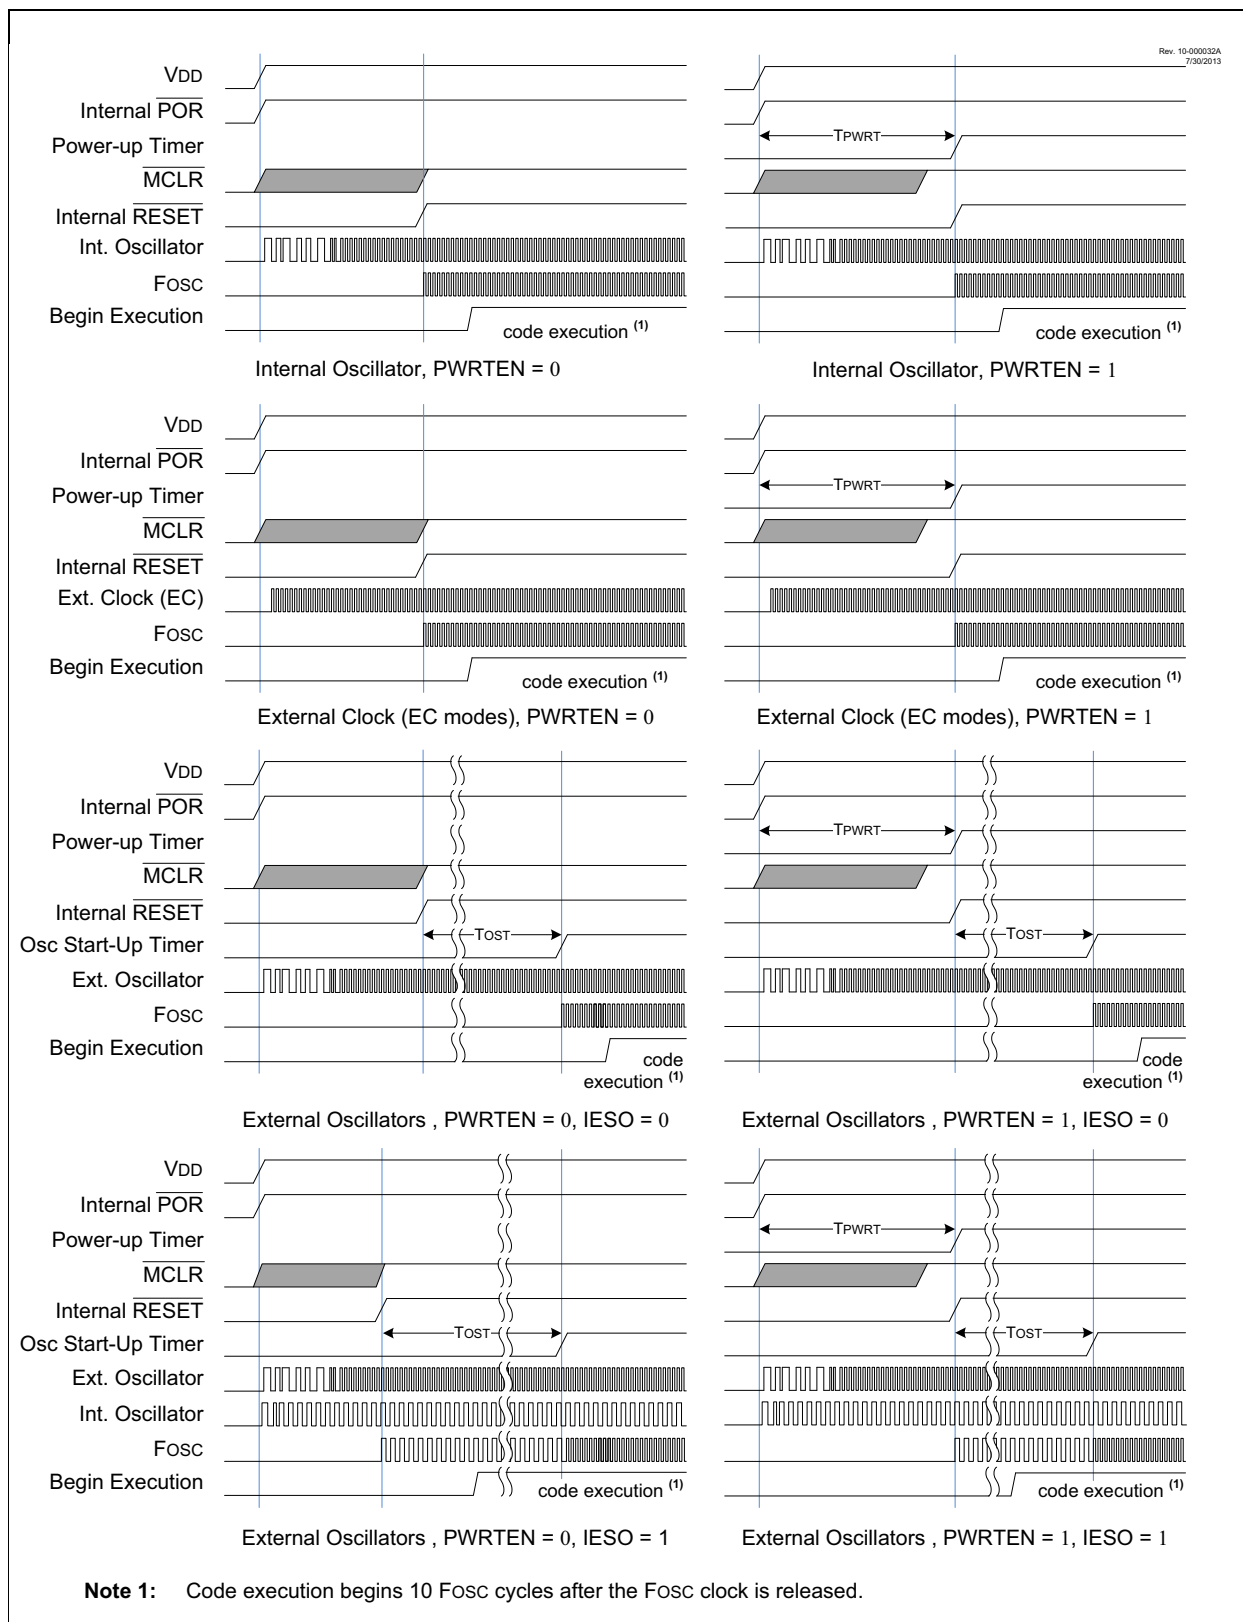 Rev. 10-000032A
7/30/2013
VDD
Internal POR
Power-up Timer
TPWRT
MCLR
Internal RESET
Int. Oscillator
FOSC
Begin Execution
code execution (1)
code execution (1)
Internal Oscillator, PWRTEN = 0
Internal Oscillator, PWRTEN = 1
VDD
Internal POR
Power-up Timer
TPWRT
MCLR
Internal RESET
Ext. Clock (EC)
FOSC
Begin Execution
code execution (1)
code execution (1)
External Clock (EC modes), PWRTEN = 0
External Clock (EC modes), PWRTEN = 1
VDD
Internal POR
Power-up Timer
TPWRT
MCLR
Internal RESET
Osc Start-Up Timer
TOST
TOST
Ext. Oscillator
FOSC
Begin Execution
code
execution (1)
code
execution (1)
External Oscillators , PWRTEN = 0, IESO = 0
External Oscillators , PWRTEN = 1, IESO = 0
VDD
Internal POR
Power-up Timer
TPWRT
MCLR
Internal RESET
Osc Start-Up Timer
TOST
TOST
Ext. Oscillator
Int. Oscillator
FOSC
Begin Execution
code execution (1)
code execution (1)
External Oscillators , PWRTEN = 0, IESO = 1
External Oscillators , PWRTEN = 1, IESO = 1
Note 1: Code execution begins 10 FOSC cycles after the FOSC clock is released.